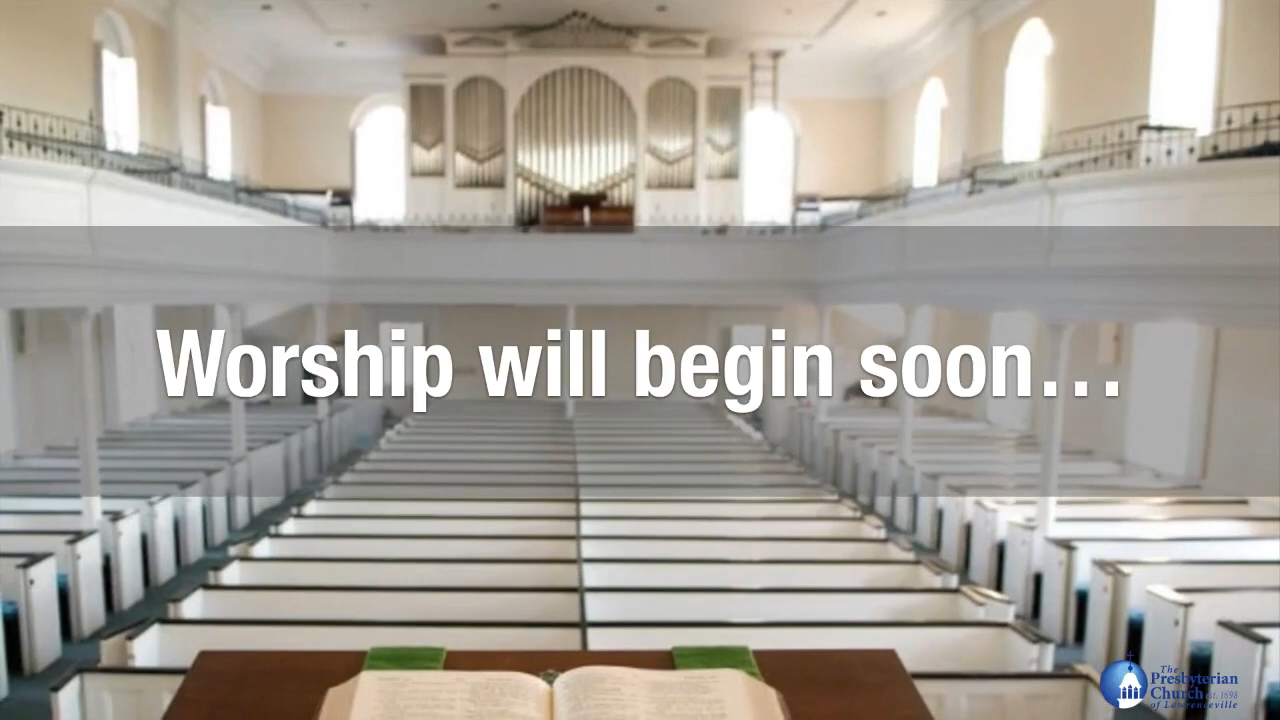 Worship will begin soon…
The
Presbyterian
Church est. 1698
of Lawrenceville